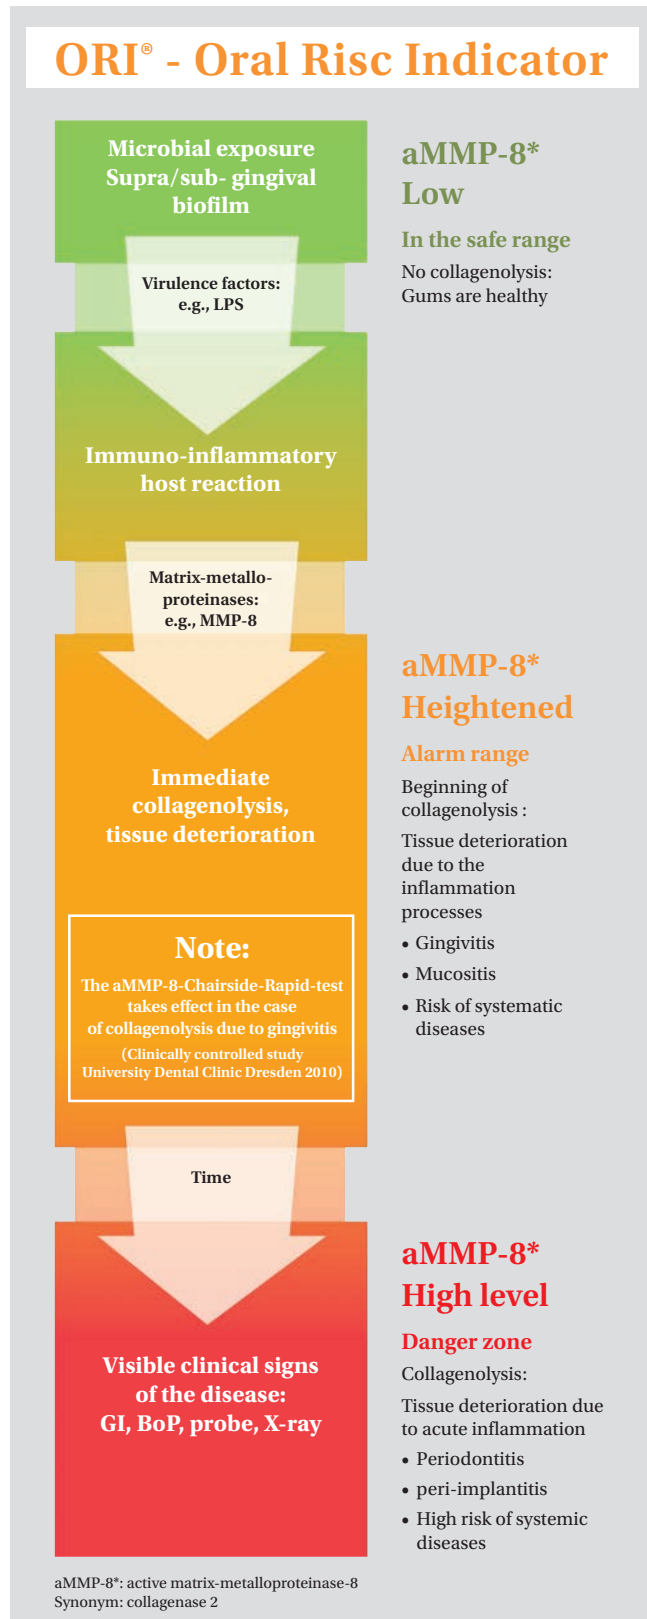 ORI® - Oral Risc Indicator
Microbial exposure
Supra/sub- gingival
biofilm
aMMP-8*
Low
In the safe range
No collagenolysis:
Gums are healthy
Virulence factors:
e.g., LPS
Immuno-inflammatory
host reaction
Matrix-metallo-
proteinases:
e.g., MMP-8
aMMP-8*
Heightened
Alarm range
Beginning of
collagenolysis :
Tissue deterioration
due to the
inflammation
processes
• Gingivitis
• Mucositis
• Risk of systematic
diseases
Immediate
collagenolysis,
tissue deterioration
Note:
The aMMP-8-Chairside-Rapid-test
takes effect in the case
of collagenolysis due to gingivitis
(Clinically controlled study
University Dental Clinic Dresden 2010)
Time
aMMP-8*
High level
Danger zone
Collagenolysis:
Tissue deterioration due
to acute inflammation
• Periodontitis
• peri-implantitis
• High risk of systemic
diseases
Visible clinical signs
of the disease:
GI, BoP, probe, X-ray
aMMP-8*: active matrix-metalloproteinase-8
Synonym: collagenase 2